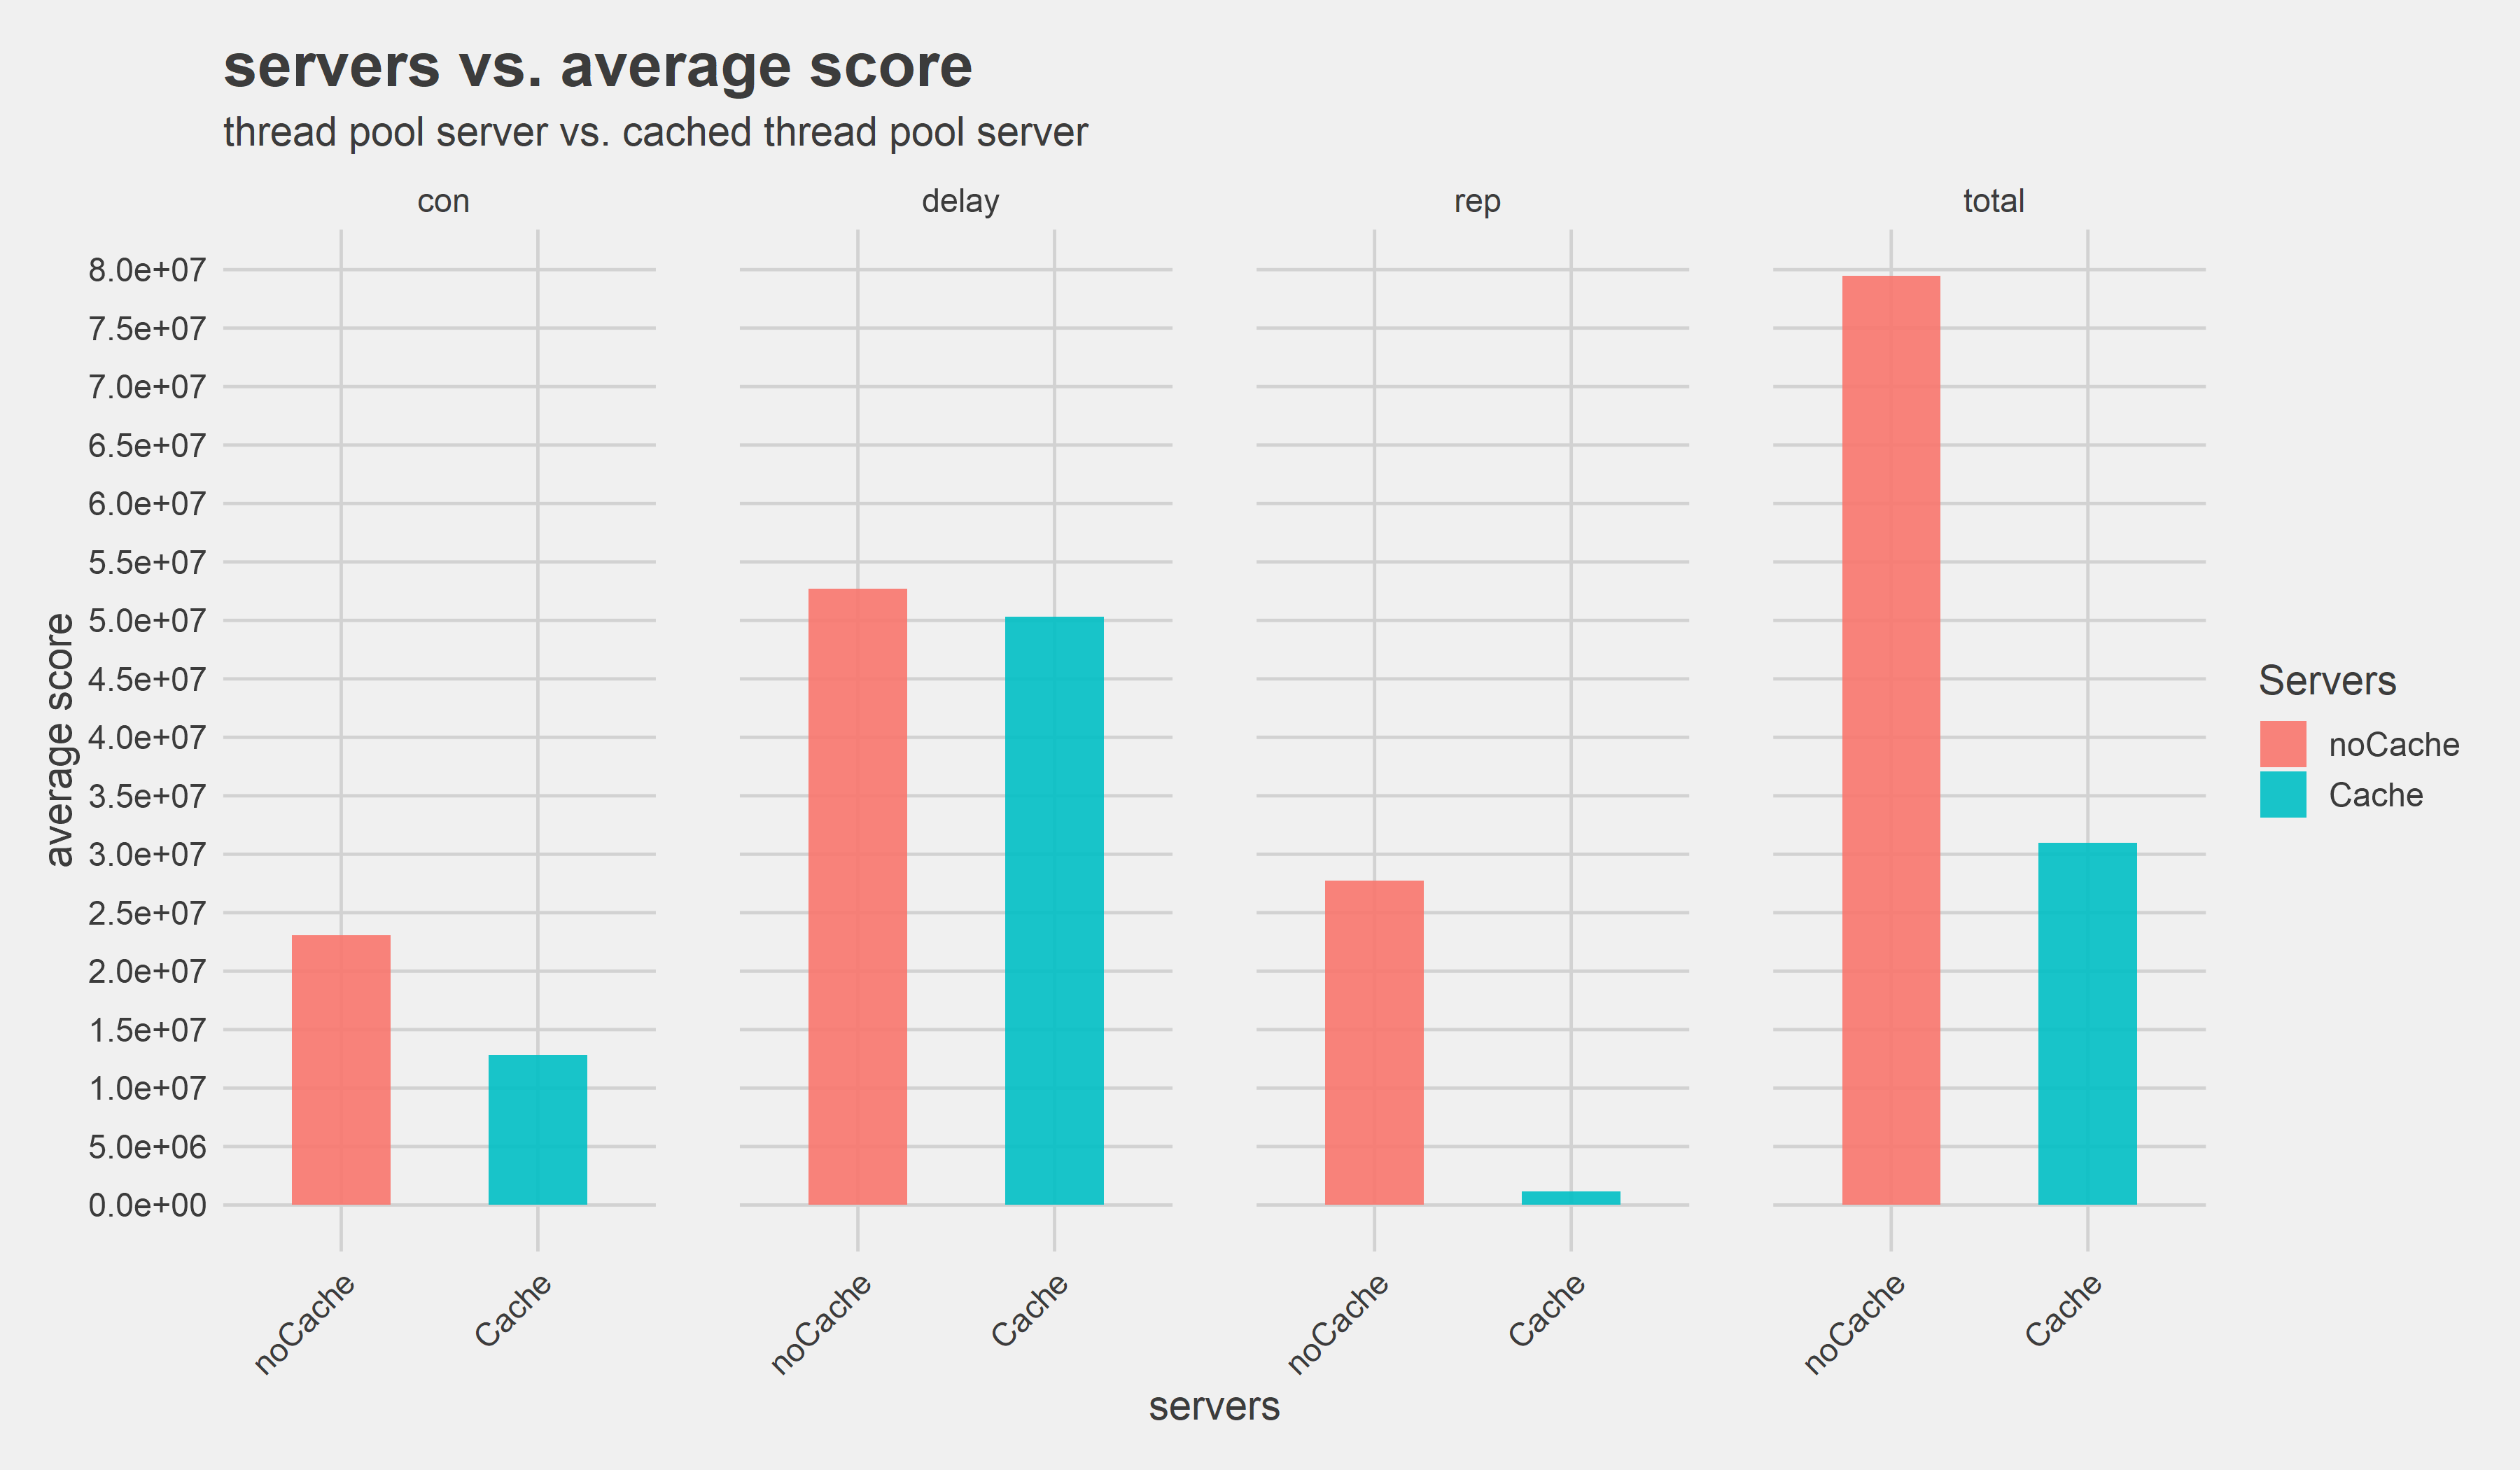 servers vs. average score
thread pool server vs. cached thread pool server
con
delay
rep
total
average score
8.0e+07
7.5e+07
7.0e+07
6.5e+07
6.0e+07
5.5e+07
5.0e+07
4.5e+07
4.0e+07
3.5e+07
3.0e+07
2.5e+07
2.0e+07
1.5e+07
1.0e+07
5.0e+06
0.0e+00
noCache
Cache
noCache
Cache
noCache
Cache
noCache
Cache
servers
Servers
noCache
Cache